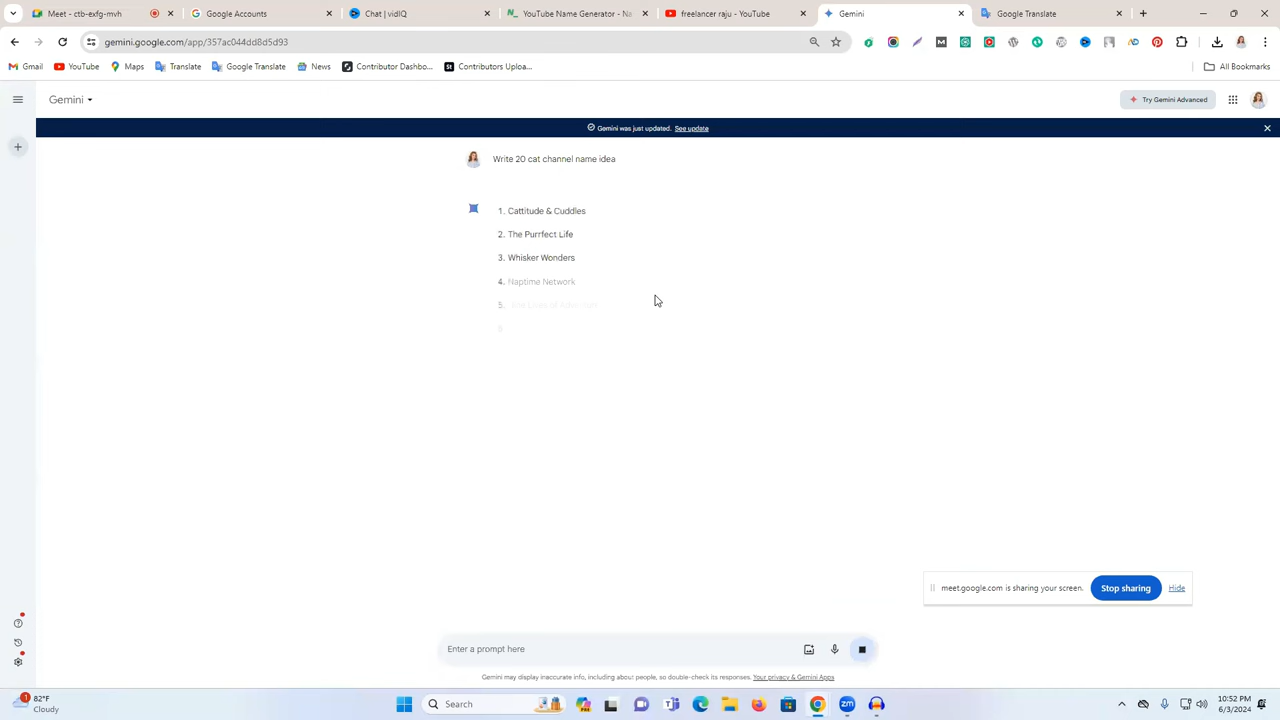 Meet - ctb-exfg-mvh
Google Account
Chat | vidIQ
YouTube Name Generator - Na
freelancer raju - YouTube
Gemini
Google Translate
gemini.google.com/app/357ac044dd8d5d93
Gmail
YouTube
Maps
Translate
Google Translate
News
Contributor Dashbo...
Contributors Uploa...
All Bookmarks
Gemini
Try Gemini Advanced
Gemini was just updated. See update
Write 20 cat channel name idea
1. Cattitude & Cuddles
2. The Purrfect Life
3. Whisker Wonders
4. Naptime Network
5.
6.
meet.google.com is sharing your screen.
Stop sharing
Hide
Enter a prompt here
Gemini may display inaccurate info, including about people, so double-check its responses. Your privacy & Gemini Apps
1
82°F
Cloudy
Search
10:52 PM
6/3/2024